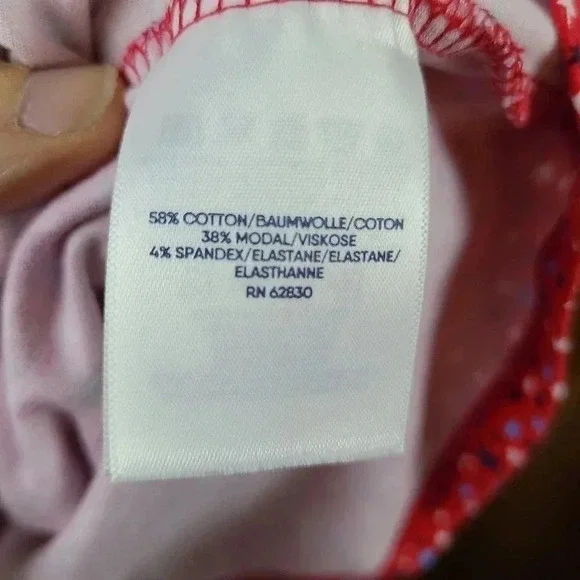 58% COTTON/BAUMWOLLE/COTON
38% MODAL/VISKOSE
4% SPANDEX/ELASTANE/ELASTANE/
ELASTHANNE
RN 62830